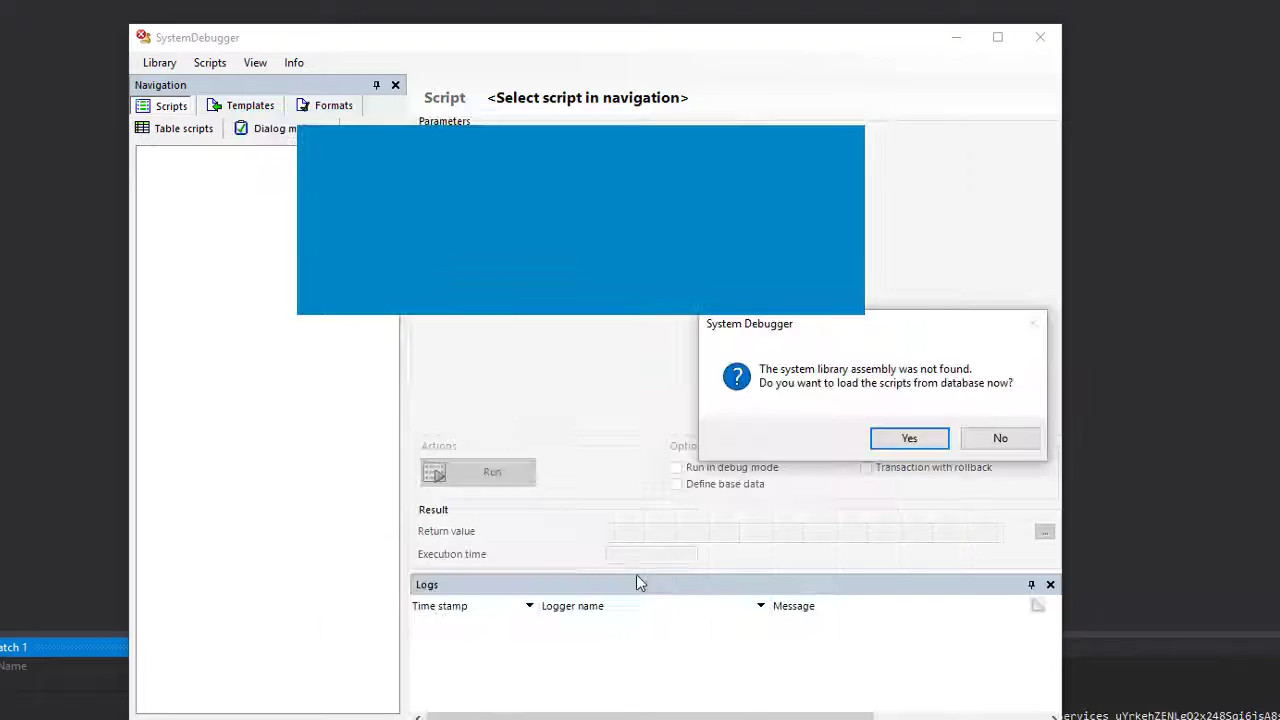 SystemDebugger
Library Scripts View Info
Navigation
Scripts Templates Formats
Table scripts Dialog
Script <Select script in navigation>
Parameters
System Debugger
The system library assembly was not found.
Do you want to load the scripts from database now?
Yes No
Actions
Run
Run in debug mode Transaction with rollback
Define base data
Result
Return value ...
Execution time
Logs
Time stamp Logger name Message
atch 1
Name